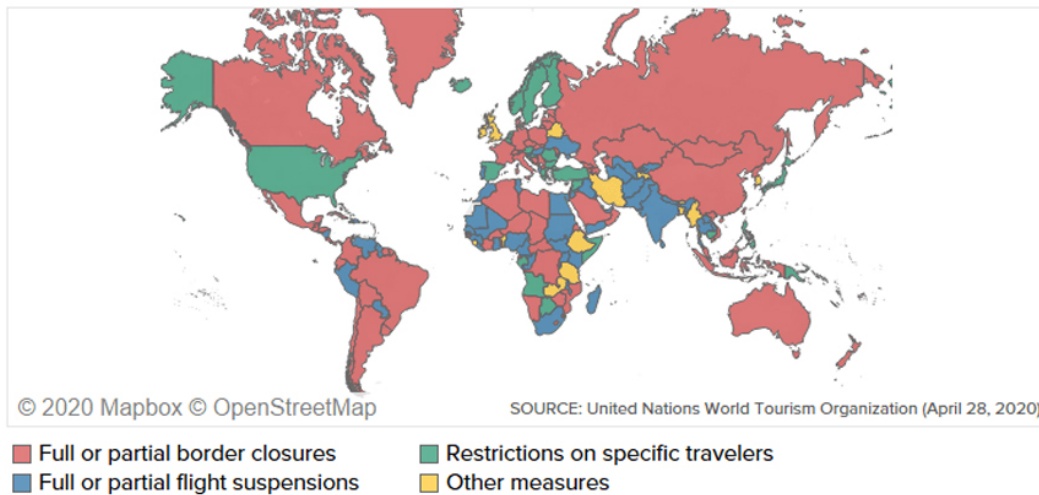 © 2020 Mapbox © OpenStreetMap
SOURCE: United Nations World Tourism Organization (April 28, 2020)
Full or partial border closures
Restrictions on specific travelers
Full or partial flight suspensions
Other measures